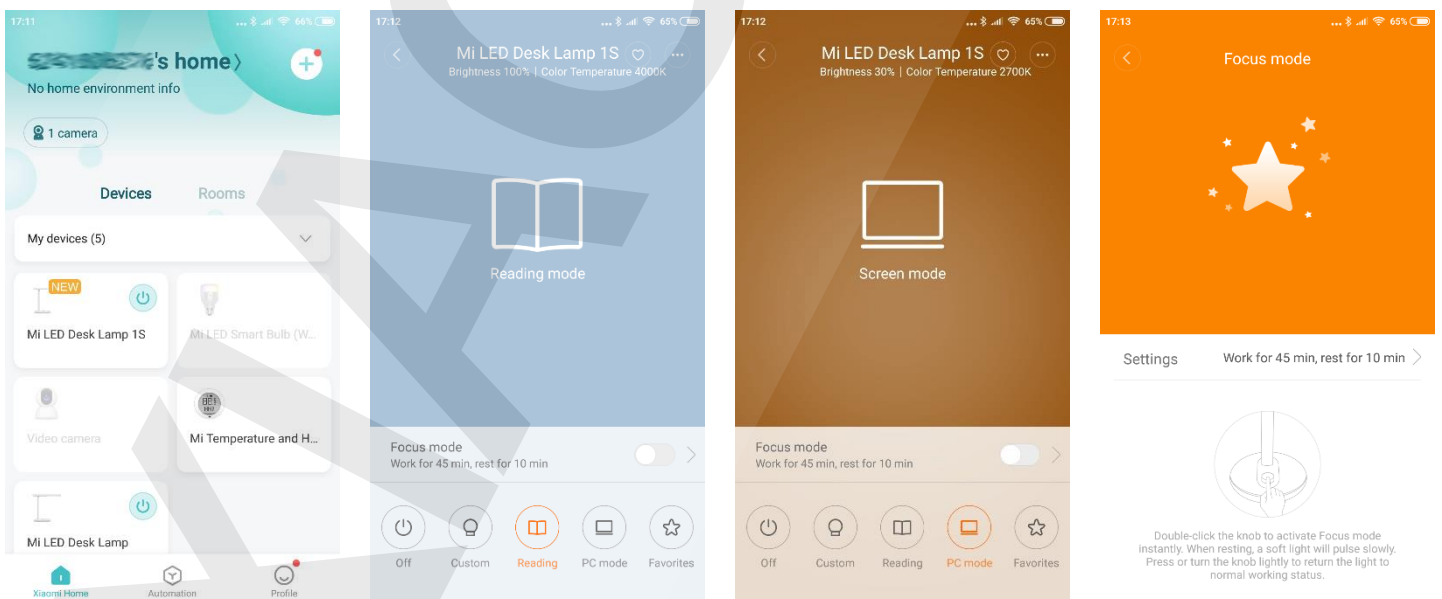 17:11
66%
's home
No home environment info
1 camera
Devices
Rooms
My devices (5)
NEW
Mi LED Desk Lamp 1S
Mi LED Smart Bulb (W...
Video camera
Mi Temperature and H...
Mi LED Desk Lamp
Xiaomi Home
Automation
Profile
17:12
65%
Mi LED Desk Lamp 1S
Brightness 100% | Color Temperature 4000K
Reading mode
Focus mode
Work for 45 min, rest for 10 min
Off
Custom
Reading
PC mode
Favorites
17:12
65%
Mi LED Desk Lamp 1S
Brightness 30% | Color Temperature 2700K
Screen mode
Focus mode
Work for 45 min, rest for 10 min
Off
Custom
Reading
PC mode
Favorites
17:13
65%
Focus mode
Settings
Work for 45 min, rest for 10 min
Double-click the knob to activate Focus mode
instantly. When resting, a soft light will pulse slowly.
Press or turn the knob lightly to return the light to
normal working status.